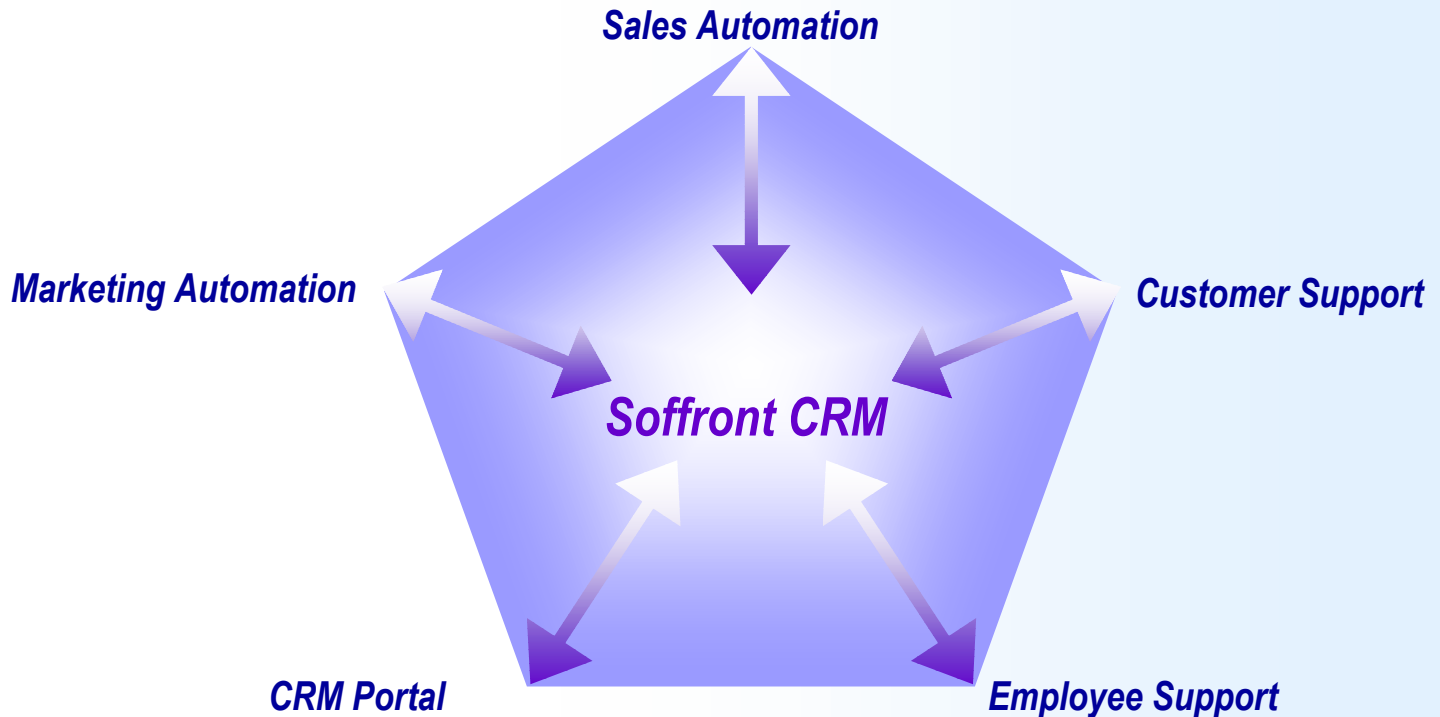 Sales Automation
Marketing Automation
Customer Support
Soffront CRM
CRM Portal
Employee Support